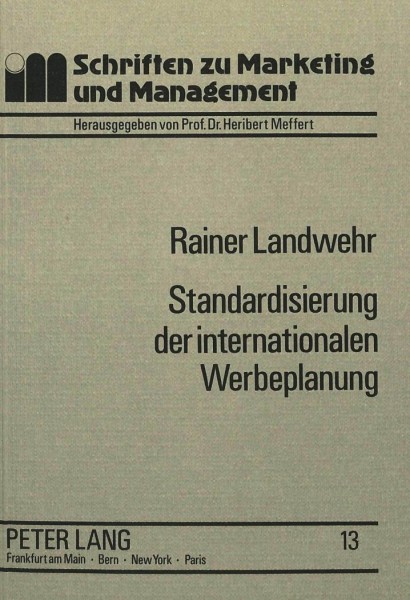 im Schriften zu Marketing
und Management
Herausgegeben von Prof. Dr. Heribert Meffert
Rainer Landwehr
Standardisierung
der internationalen
Werbeplanung
PETER LANG 13
Frankfurt am Main · Bern · New York · Paris